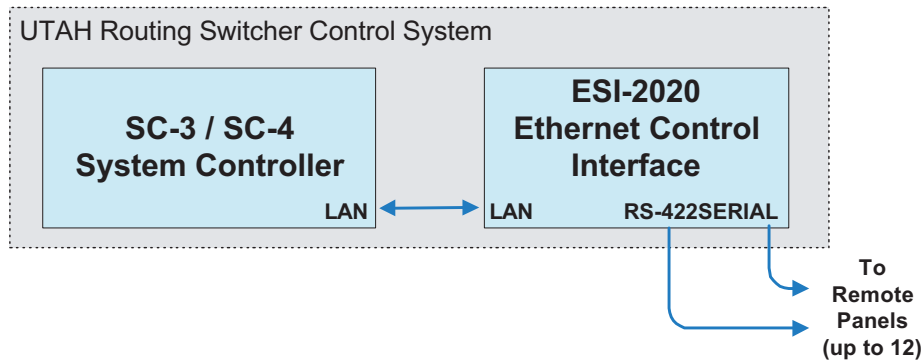 UTAH Routing Switcher Control System
SC-3 / SC-4
System Controller
LAN
ESI-2020
Ethernet Control
Interface
LAN
RS-422SERIAL
To
Remote
Panels
(up to 12)